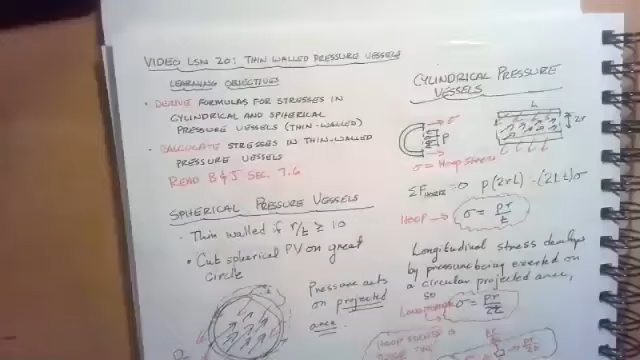 VIDEO LSN 20: THIN WALLED PRESSURE VESSELS
LEARNING OBJECTIVES
• DERIVE FORMULAS FOR STRESSES IN
CYLINDRICAL AND SPHERICAL
PRESSURE VESSELS (THIN-WALLED)
• CALCULATE STRESSES IN THIN-WALLED
PRESSURE VESSELS
READ B & J SEC. 7.6
SPHERICAL PRESSURE VESSELS
• Thin walled if r/t ≥ 10
• Cut spherical PV on great
circle
Pressure acts
on projected
area.
CYLINDRICAL PRESSURE
VESSELS
σ
P
L
2r
σ = HOOP STRESS
ΣF = 0 p(2rL) - (2Lt)σ
HOOP → σ = pr/t
Longitudinal stress develops
by pressure being exerted on
a circular projected area,
so
σ = pr/2t
HOOP STRESS IS